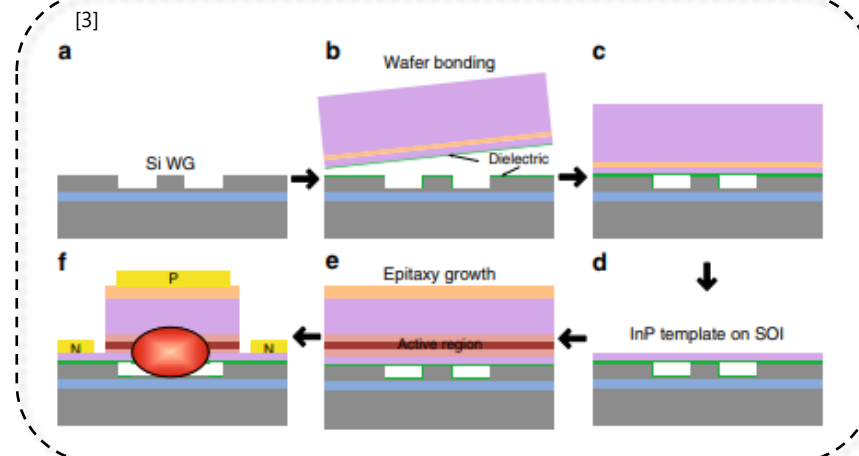 [3]
a
b
Wafer bonding
c
Si WG
Dielectric
f
P
e
Epitaxy growth
d
N
N
Active region
InP template on SOI